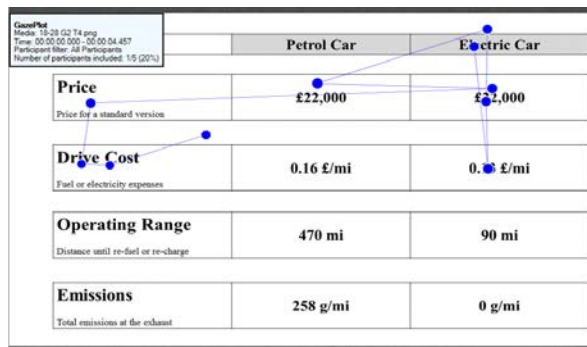 GazePlot
Media: 18-28 G2 T4.png
Time: 00:00:00.000 - 00:00:04.457
Participant filter: All Participants
Number of participants included: 1/5 (20%)
Petrol Car Electric Car
Price £22,000
Price for a standard version
Drive Cost 0.16 £/mi
Fuel or electricity expenses
Operating Range 470 mi 90 mi
Distance until re-fuel or re-charge
Emissions 258 g/mi 0 g/mi
Total emissions at the exhaust